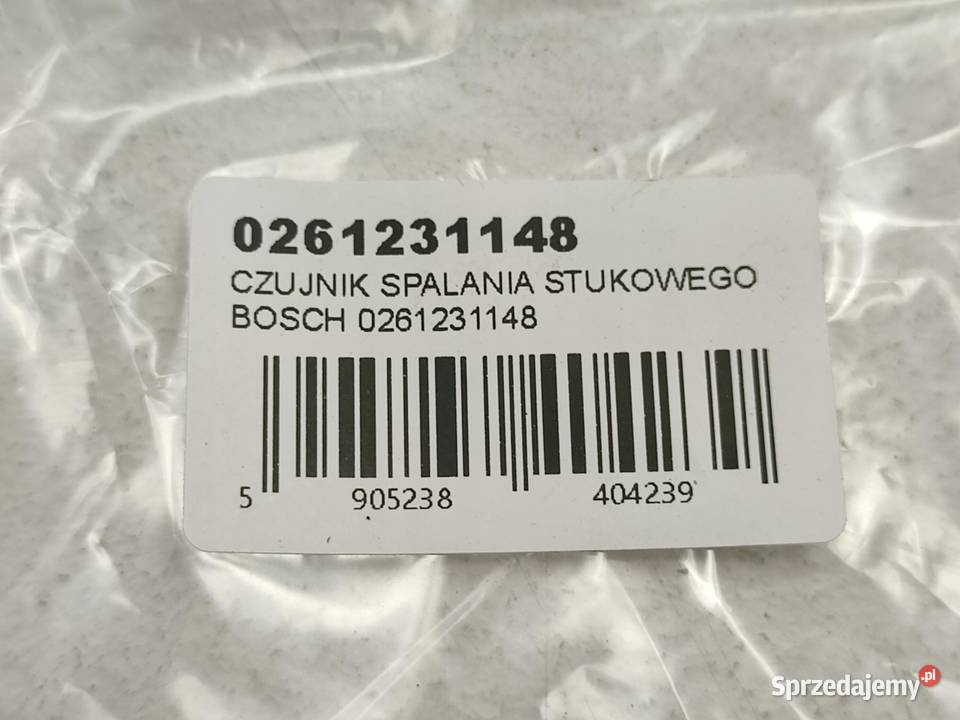 0261231148
CZUJNIK SPALANIA STUKOWEGO
BOSCH 0261231148
5 905238 404239
Sprzedajemy.pl